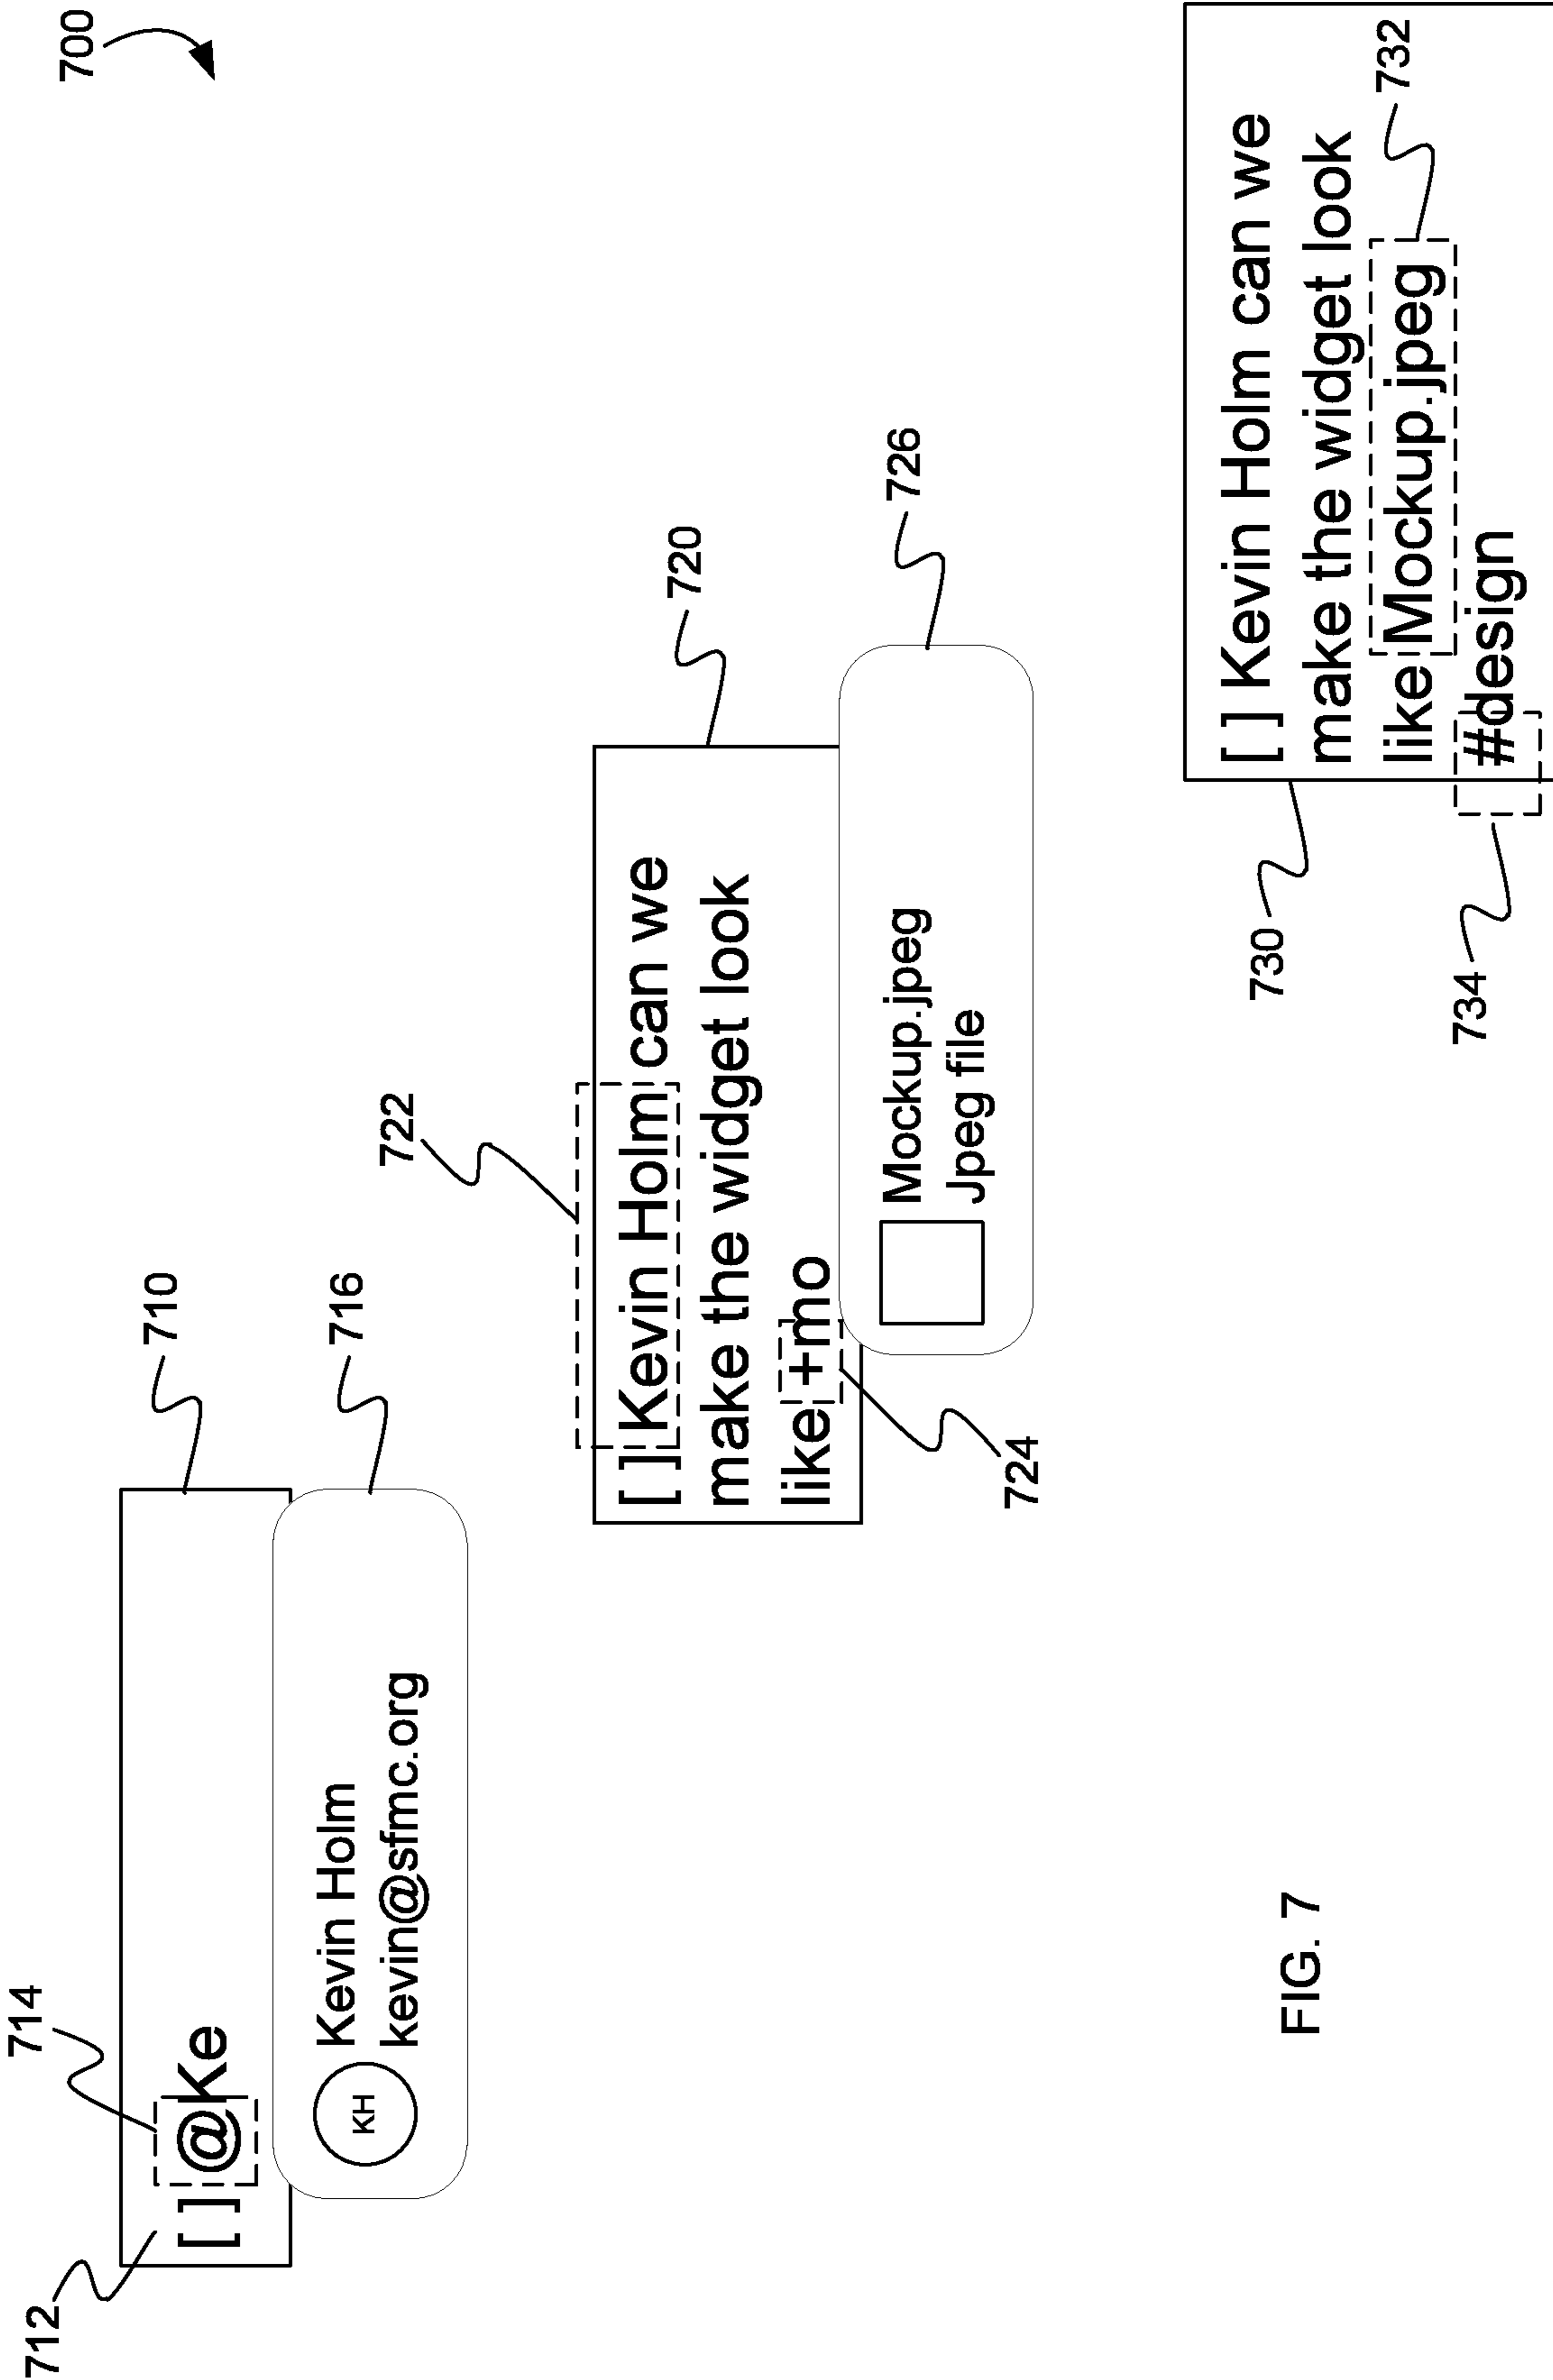 700
714
712
[ ] @Ke
710
KH
Kevin Holm
kevin@sfmc.org
716
722
[ ] Kevin Holm can we
make the widget look
like +mo
720
724
Mockup.jpeg
Jpeg file
726
730
[ ] Kevin Holm can we
make the widget look
like Mockup.jpeg
#design
732
734
FIG. 7